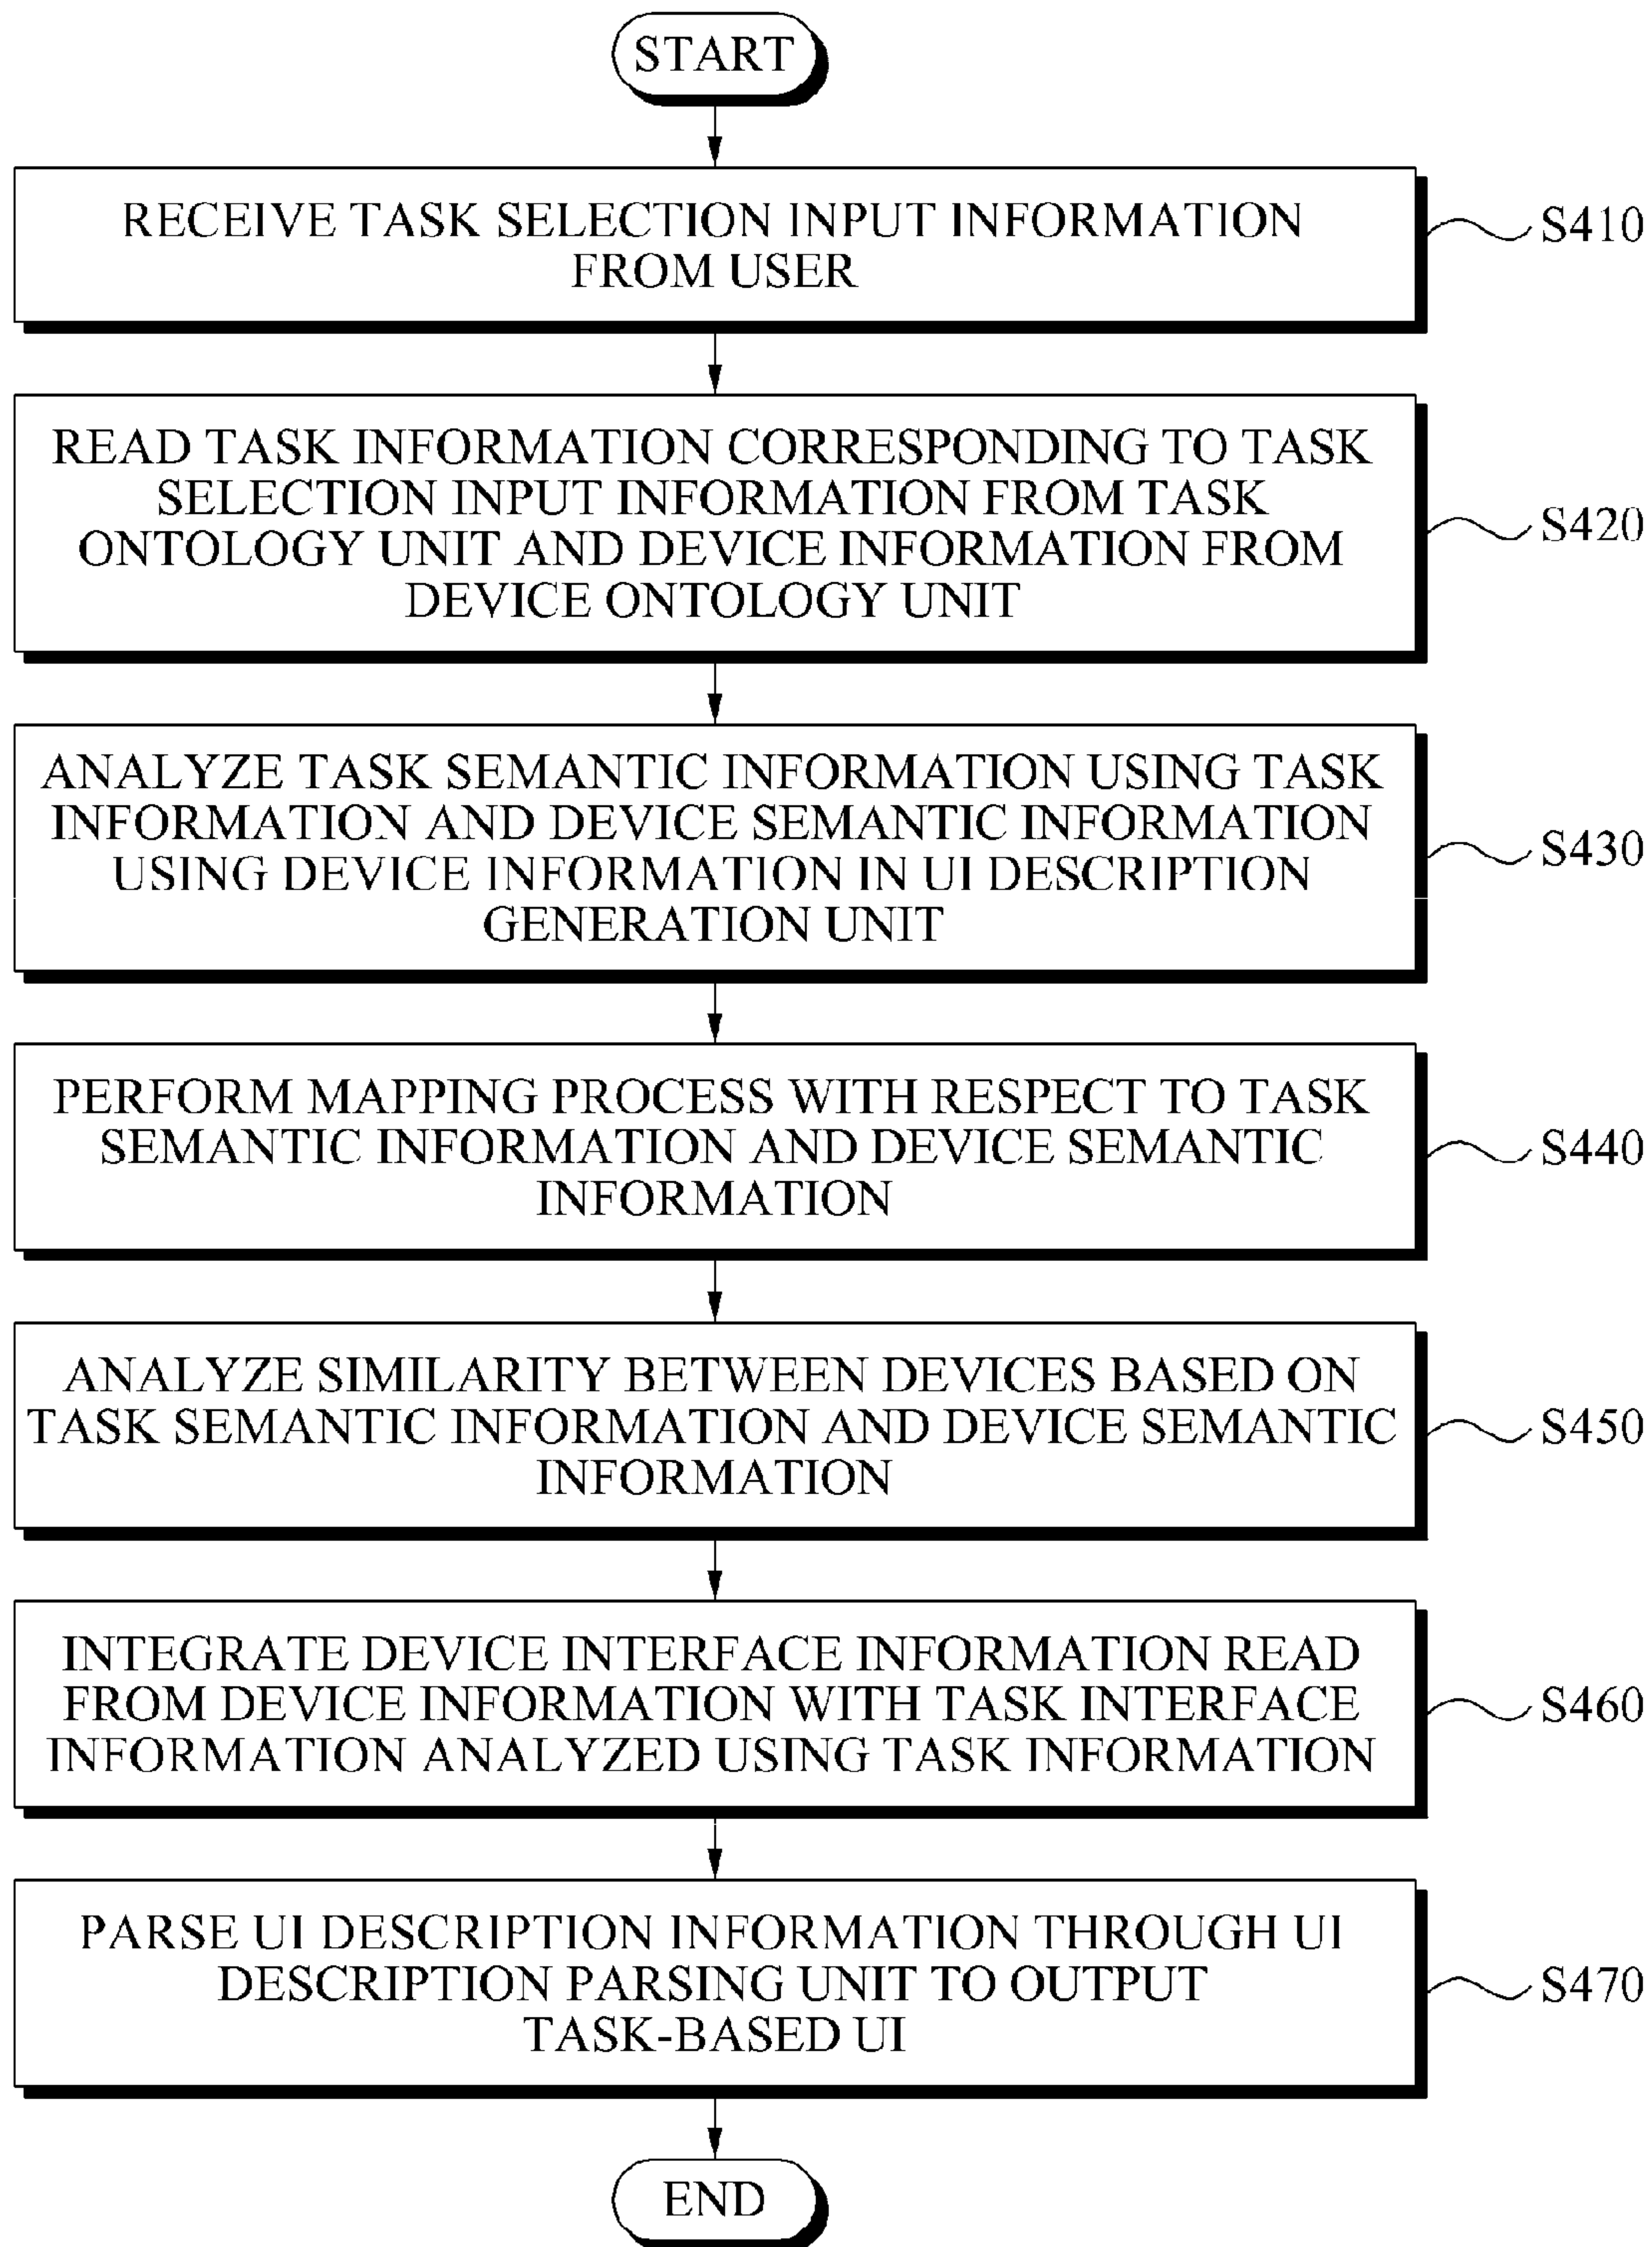 START
RECEIVE TASK SELECTION INPUT INFORMATION
FROM USER
S410
READ TASK INFORMATION CORRESPONDING TO TASK
SELECTION INPUT INFORMATION FROM TASK
ONTOLOGY UNIT AND DEVICE INFORMATION FROM
DEVICE ONTOLOGY UNIT
S420
ANALYZE TASK SEMANTIC INFORMATION USING TASK
INFORMATION AND DEVICE SEMANTIC INFORMATION
USING DEVICE INFORMATION IN UI DESCRIPTION
GENERATION UNIT
S430
PERFORM MAPPING PROCESS WITH RESPECT TO TASK
SEMANTIC INFORMATION AND DEVICE SEMANTIC
INFORMATION
S440
ANALYZE SIMILARITY BETWEEN DEVICES BASED ON
TASK SEMANTIC INFORMATION AND DEVICE SEMANTIC
INFORMATION
S450
INTEGRATE DEVICE INTERFACE INFORMATION READ
FROM DEVICE INFORMATION WITH TASK INTERFACE
INFORMATION ANALYZED USING TASK INFORMATION
S460
PARSE UI DESCRIPTION INFORMATION THROUGH UI
DESCRIPTION PARSING UNIT TO OUTPUT
TASK-BASED UI
S470
END